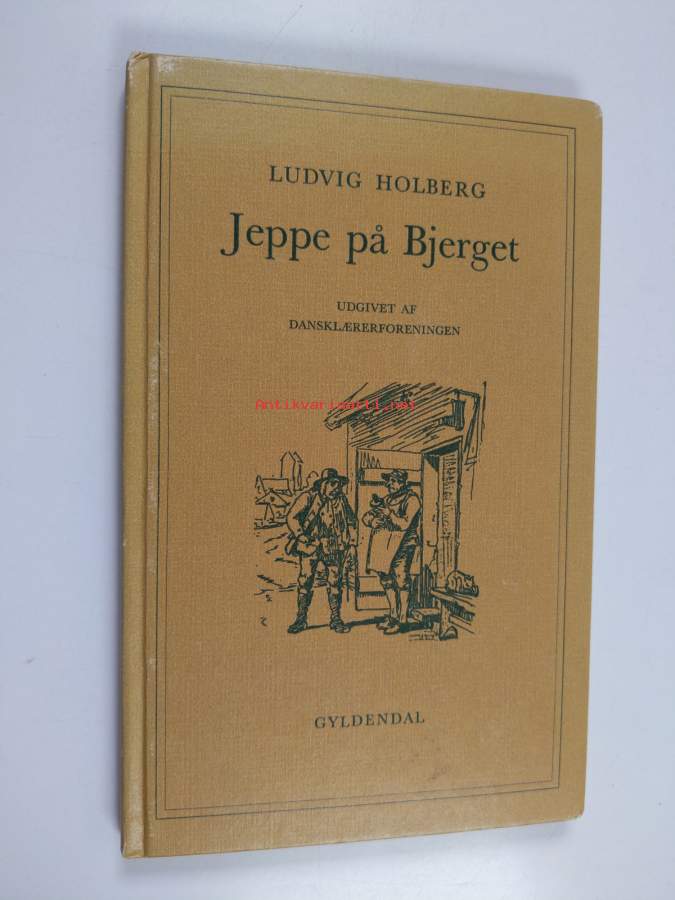 LUDVIG HOLBERG
Jeppe på Bjerget
UDGIVET AF
DANSKLÆRERFORENINGEN
Antikvariaatti.net
GYLDENDAL